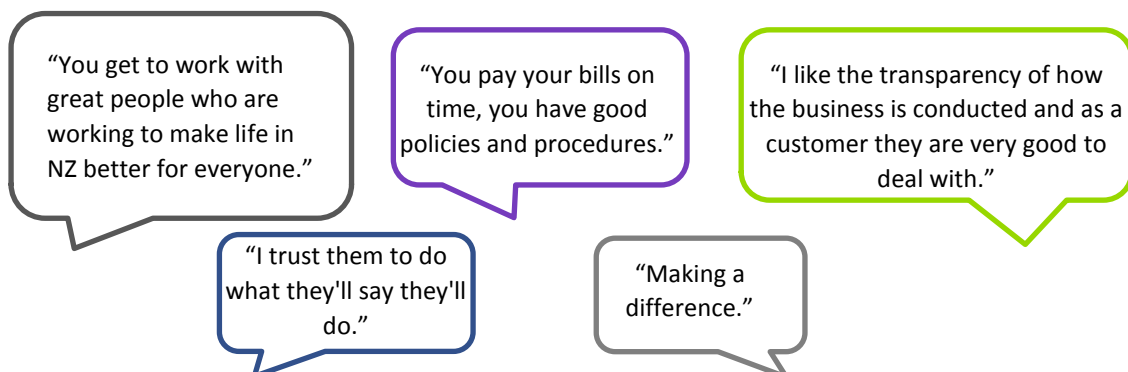 “You get to work with
great people who are
working to make life in
NZ better for everyone.”
“You pay your bills on
time, you have good
policies and procedures.”
“I like the transparency of how
the business is conducted and as a
customer they are very good to
deal with.”
“I trust them to do
what they'll say they'll
do.”
“Making a
difference.”